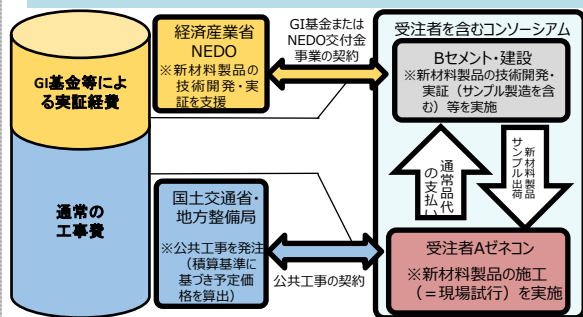 GI基金等によ
る実証経費
通常の
工事費
経済産業省
NEDO
※新材料製品の
技術開発・実
証を支援
GI基金または
NEDO交付金
事業の契約
国土交通省・
地方整備局
※公共工事を発注
（積算基準に
基づき予定価
格を算出）
公共工事の契約
受注者を含むコンソーシアム
Bセメント・建設
※新材料製品の技術開発・
実証（サンプル製造を含
む）等を実施
通常品代
の支払い
新材料製品
サンプル出荷
受注者Aゼネコン
※新材料製品の施工
（＝現場試行）を実施